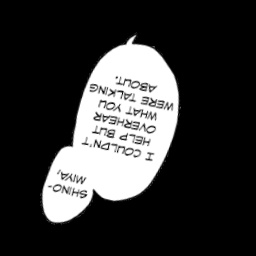 SHINO-
MIYA,
I COULDN'T
HELP BUT
OVERHEAR
WHAT YOU
WERE TALKING
ABOUT.